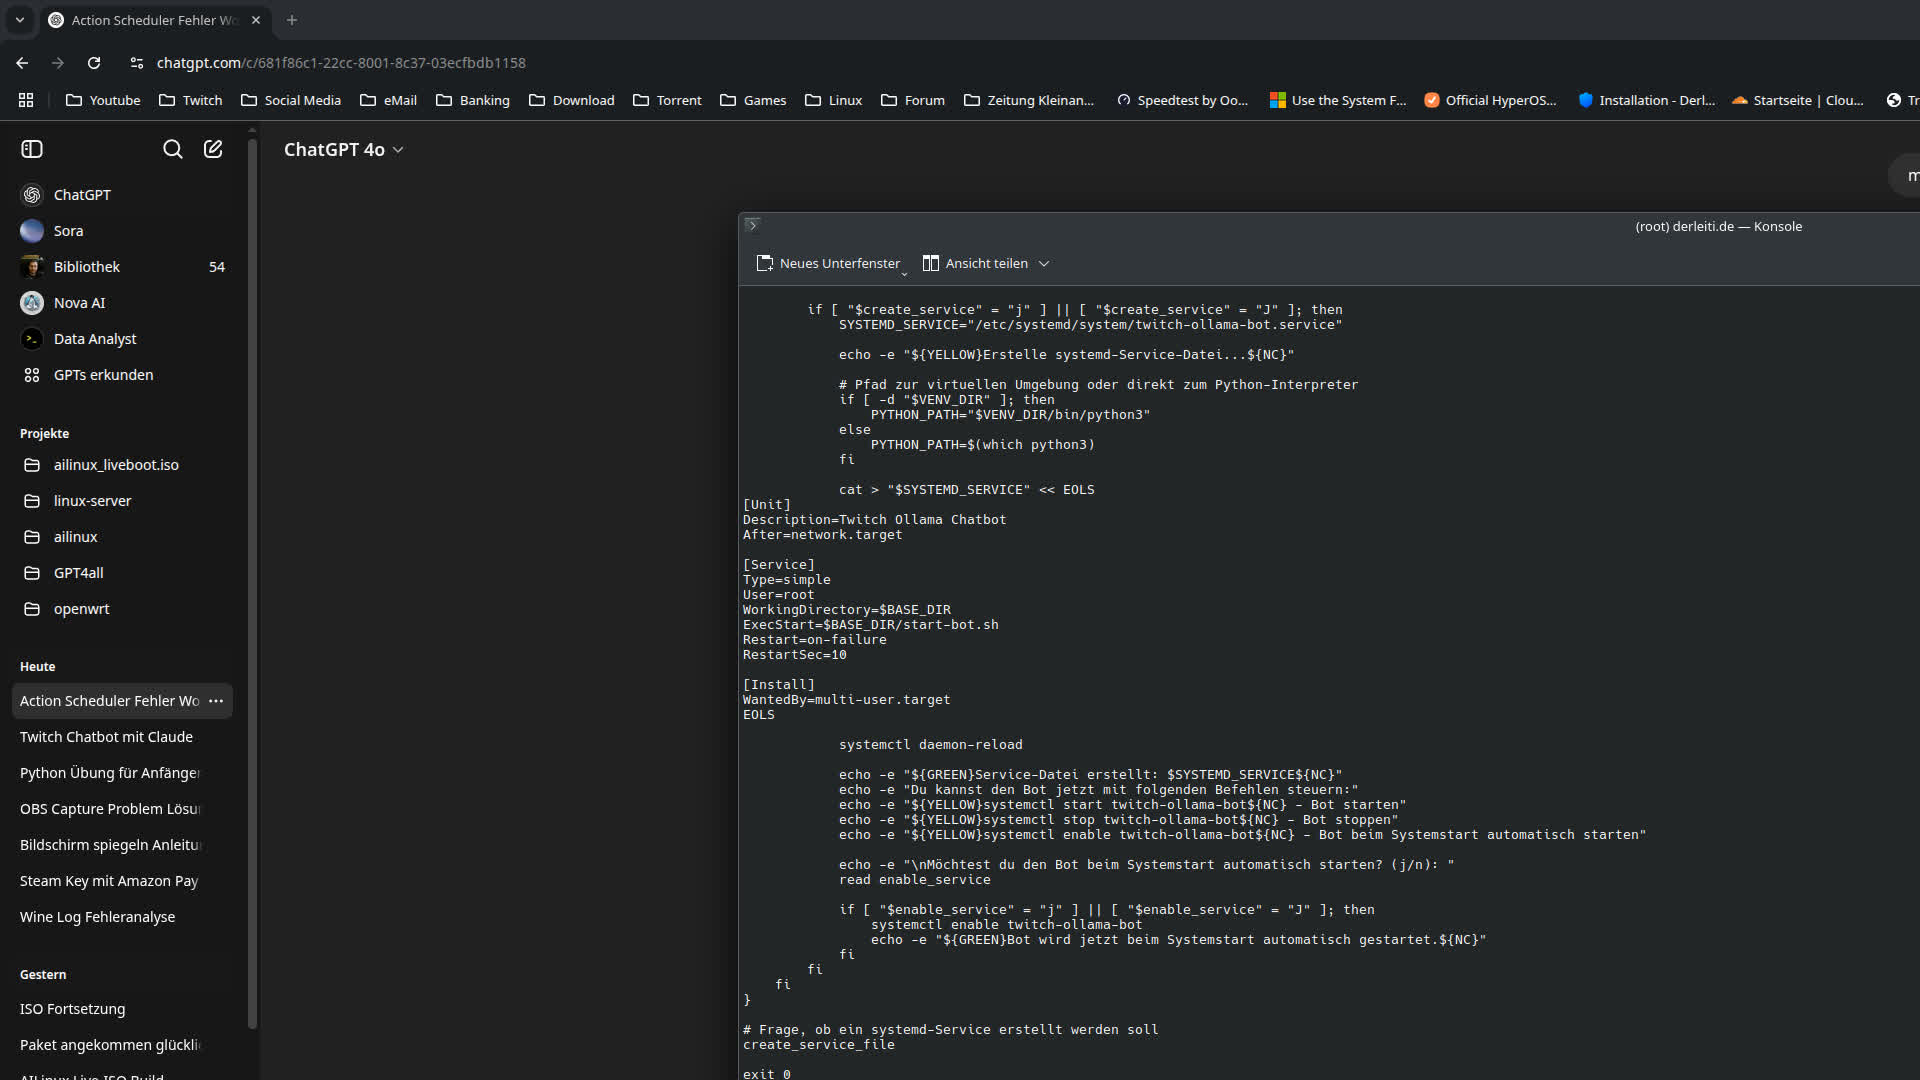 Action Scheduler Fehler Wo
chatgpt.com/c/681f86c1-22cc-8001-8c37-03ecfbdb1158
Youtube
Twitch
Social Media
eMail
Banking
Download
Torrent
Games
Linux
Forum
Zeitung Kleinan...
Speedtest by Oo...
Use the System F...
Official HyperOS...
Installation - Derl...
Startseite | Clou...
Tr
ChatGPT 4o
m
ChatGPT
Sora
Bibliothek 54
Nova AI
Data Analyst
GPTs erkunden
Projekte
ailinux_liveboot.iso
linux-server
ailinux
GPT4all
openwrt
Heute
Action Scheduler Fehler Wo
Twitch Chatbot mit Claude
Python Übung für Anfänger
OBS Capture Problem Lösu
Bildschirm spiegeln Anleitu
Steam Key mit Amazon Pay
Wine Log Fehleranalyse
Gestern
ISO Fortsetzung
Paket angekommen glückli
AILinux Live ISO Build
(root) derleiti.de — Konsole
Neues Unterfenster
Ansicht teilen
if [ "$create_service" = "j" ] || [ "$create_service" = "J" ]; then
SYSTEMD_SERVICE="/etc/systemd/system/twitch-ollama-bot.service"
echo -e "${YELLOW}Erstelle systemd-Service-Datei...${NC}"
# Pfad zur virtuellen Umgebung oder direkt zum Python-Interpreter
if [ -d "$VENV_DIR" ]; then
PYTHON_PATH="$VENV_DIR/bin/python3"
else
PYTHON_PATH=$(which python3)
fi
cat > "$SYSTEMD_SERVICE" << EOLS
[Unit]
Description=Twitch Ollama Chatbot
After=network.target
[Service]
Type=simple
User=root
WorkingDirectory=$BASE_DIR
ExecStart=$BASE_DIR/start-bot.sh
Restart=on-failure
RestartSec=10
[Install]
WantedBy=multi-user.target
EOLS
systemctl daemon-reload
echo -e "${GREEN}Service-Datei erstellt: $SYSTEMD_SERVICE${NC}"
echo -e "Du kannst den Bot jetzt mit folgenden Befehlen steuern:"
echo -e "${YELLOW}systemctl start twitch-ollama-bot${NC} - Bot starten"
echo -e "${YELLOW}systemctl stop twitch-ollama-bot${NC} - Bot stoppen"
echo -e "${YELLOW}systemctl enable twitch-ollama-bot${NC} - Bot beim Systemstart automatisch starten"
echo -e "\nMöchtest du den Bot beim Systemstart automatisch starten? (j/n): "
read enable_service
if [ "$enable_service" = "j" ] || [ "$enable_service" = "J" ]; then
systemctl enable twitch-ollama-bot
echo -e "${GREEN}Bot wird jetzt beim Systemstart automatisch gestartet.${NC}"
fi
fi
fi
}
# Frage, ob ein systemd-Service erstellt werden soll
create_service_file
exit 0